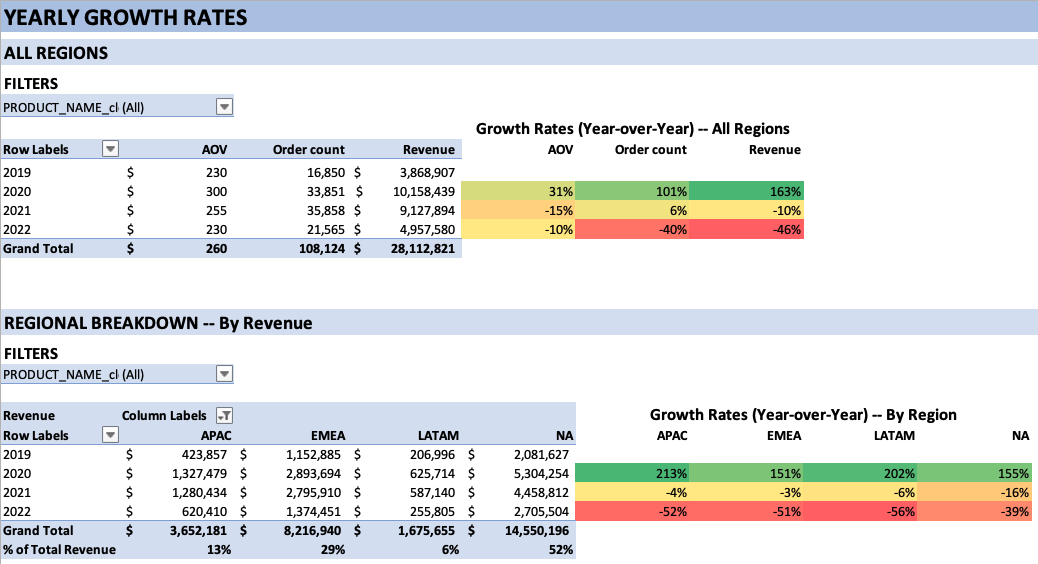 YEARLY GROWTH RATES
ALL REGIONS
FILTERS
PRODUCT_NAME_cl (All)
Growth Rates (Year-over-Year) -- All Regions
Row Labels AOV Order count Revenue AOV Order count Revenue
2019 $ 230 16,850 $ 3,868,907
2020 $ 300 33,851 $ 10,158,439 31% 101% 163%
2021 $ 255 35,858 $ 9,127,894 -15% 6% -10%
2022 $ 230 21,565 $ 4,957,580 -10% -40% -46%
Grand Total $ 260 108,124 $ 28,112,821
REGIONAL BREAKDOWN -- By Revenue
FILTERS
PRODUCT_NAME_cl (All)
Revenue Column Labels Growth Rates (Year-over-Year) -- By Region
Row Labels APAC EMEA LATAM NA APAC EMEA LATAM NA
2019 $ 423,857 $ 1,152,885 $ 206,996 $ 2,081,627
2020 $ 1,327,479 $ 2,893,694 $ 625,714 $ 5,304,254 213% 151% 202% 155%
2021 $ 1,280,434 $ 2,795,910 $ 587,140 $ 4,458,812 -4% -3% -6% -16%
2022 $ 620,410 $ 1,374,451 $ 255,805 $ 2,705,504 -52% -51% -56% -39%
Grand Total $ 3,652,181 $ 8,216,940 $ 1,675,655 $ 14,550,196
% of Total Revenue 13% 29% 6% 52%